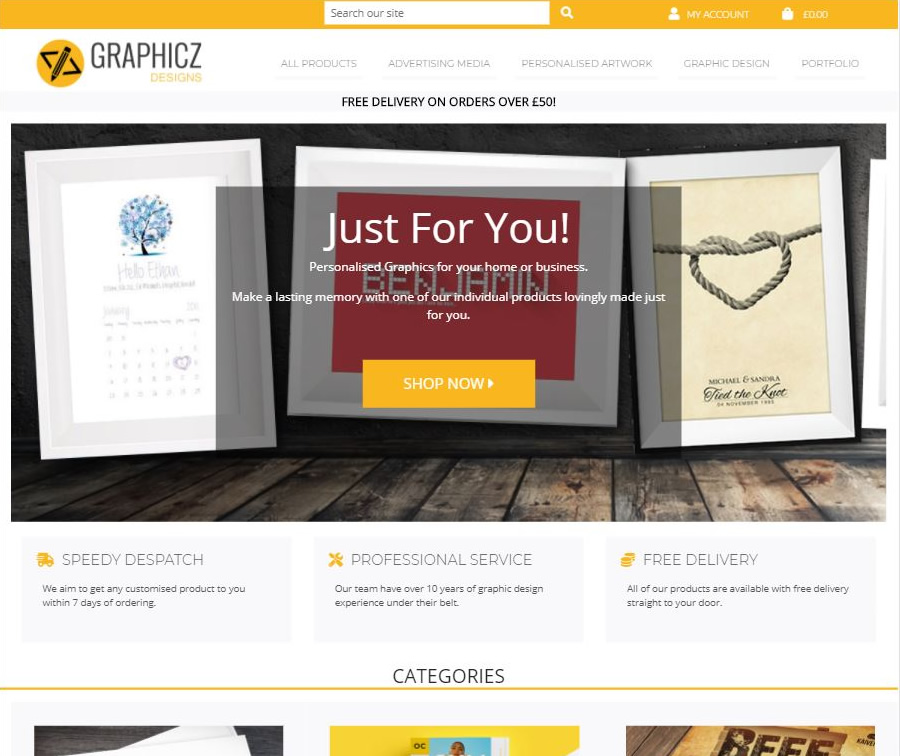 Search our site
MY ACCOUNT
£0.00
GRAPHICZ
DESIGNS
ALL PRODUCTS
ADVERTISING MEDIA
PERSONALISED ARTWORK
GRAPHIC DESIGN
PORTFOLIO
FREE DELIVERY ON ORDERS OVER £50!
Hello Ethan
January
BENJAMIN
Just For You!
Personalised Graphics for your home or business.
Make a lasting memory with one of our individual products lovingly made just
for you.
SHOP NOW
MICHAEL & SANDRA
Tied the Knot
04 NOVEMBER 1995
SPEEDY DESPATCH
We aim to get any customised product to you
within 7 days of ordering.
PROFESSIONAL SERVICE
Our team have over 10 years of graphic design
experience under their belt.
FREE DELIVERY
All of our products are available with free delivery
straight to your door.
CATEGORIES
OC
BEEF